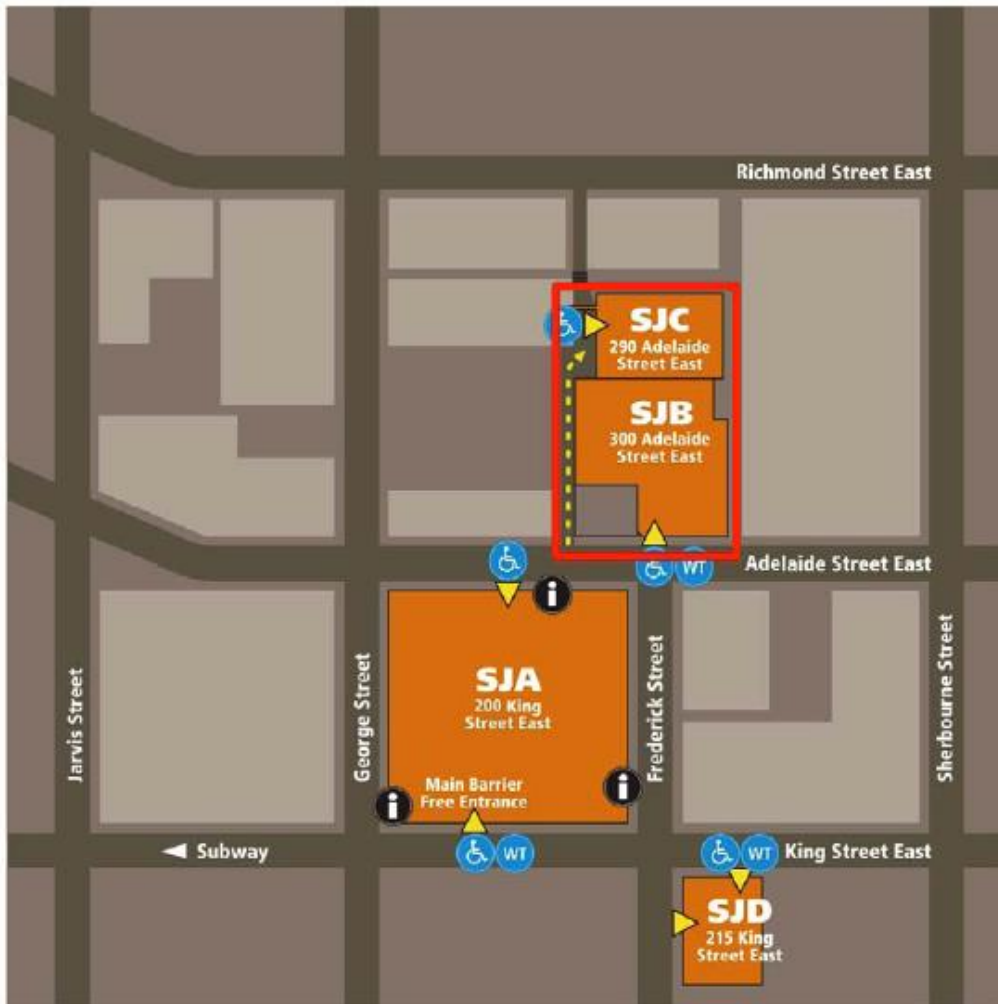 Richmond Street East
SJC
290 Adelaide
Street East
SJB
300 Adelaide
Street East
WT
Adelaide Street East
i
SJA
200 King
Street East
Jarvis Street
George Street
Frederick Street
Sherbourne Street
Main Barrier
Free Entrance
i
i
Subway
WT
WT
King Street East
SJD
215 King
Street East